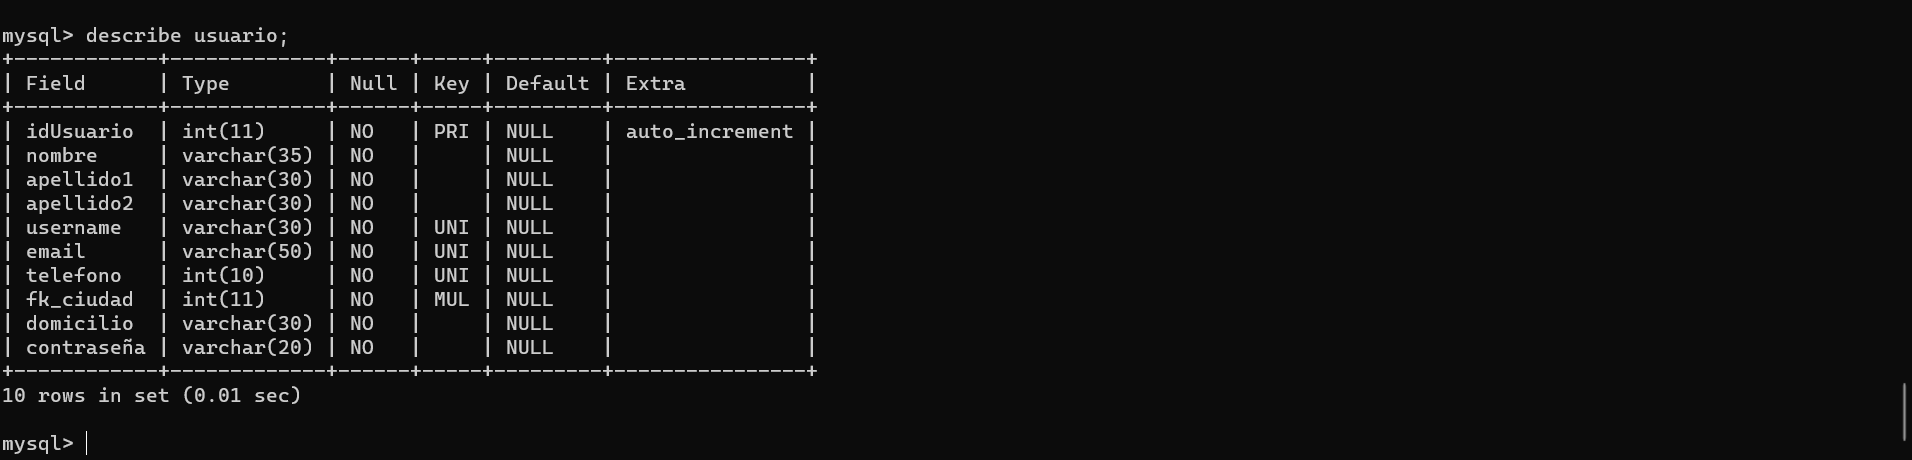 mysql> describe usuario;
+------------+-------------+------+-----+---------+----------------+
| Field      | Type        | Null | Key | Default | Extra          |
+------------+-------------+------+-----+---------+----------------+
| idUsuario  | int(11)     | NO   | PRI | NULL    | auto_increment |
| nombre     | varchar(35) | NO   |     | NULL    |                |
| apellido1  | varchar(30) | NO   |     | NULL    |                |
| apellido2  | varchar(30) | NO   |     | NULL    |                |
| username   | varchar(30) | NO   | UNI | NULL    |                |
| email      | varchar(50) | NO   | UNI | NULL    |                |
| telefono   | int(10)     | NO   | UNI | NULL    |                |
| fk_ciudad  | int(11)     | NO   | MUL | NULL    |                |
| domicilio  | varchar(30) | NO   |     | NULL    |                |
| contraseña | varchar(20) | NO   |     | NULL    |                |
+------------+-------------+------+-----+---------+----------------+
10 rows in set (0.01 sec)
mysql>